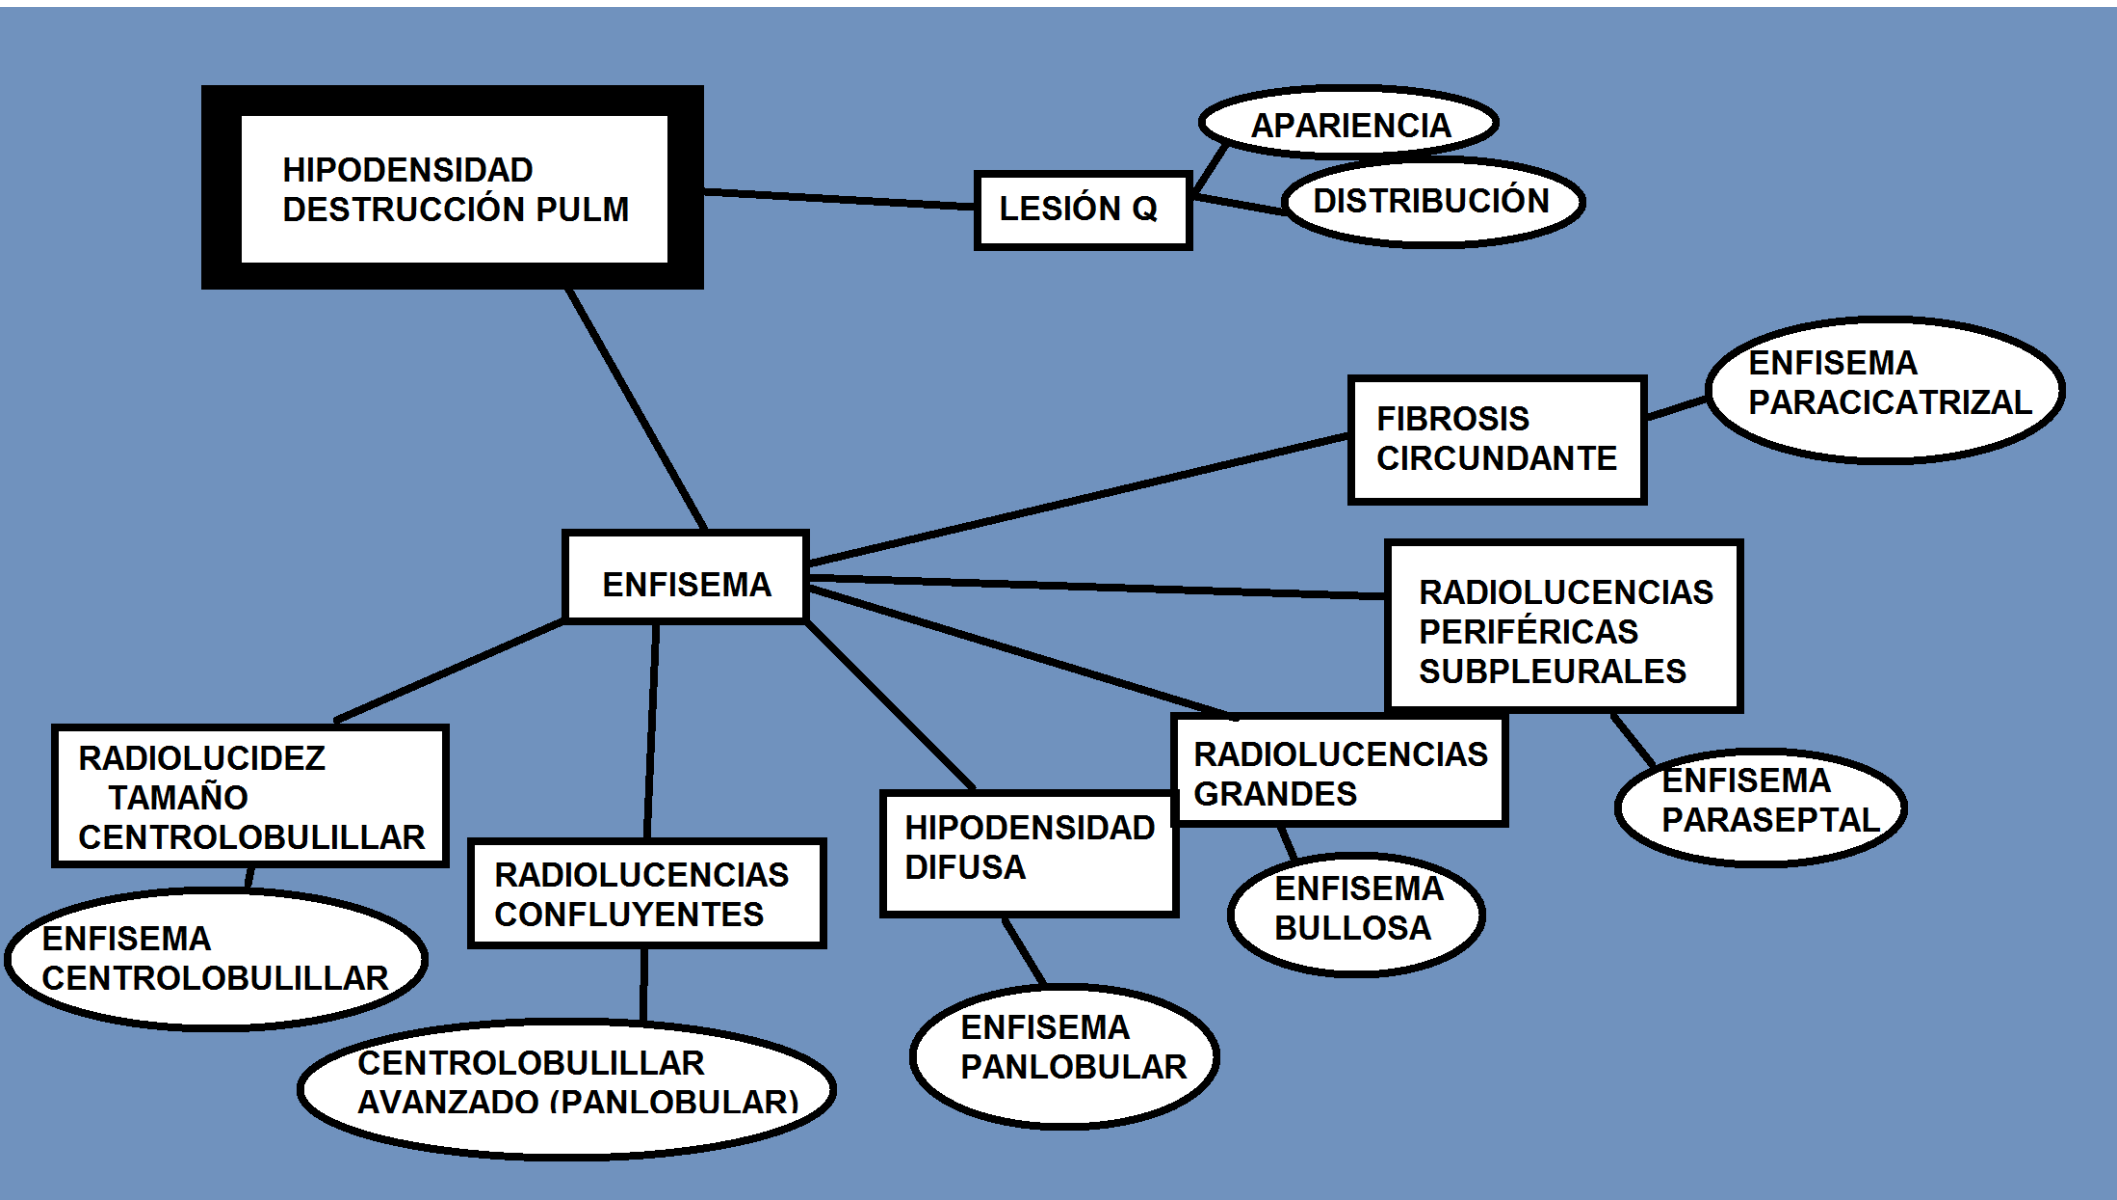 HIPODENSIDAD
DESTRUCCIÓN PULM
LESIÓN Q
APARIENCIA
DISTRIBUCIÓN
ENFISEMA
FIBROSIS
CIRCUNDANTE
ENFISEMA
PARACICATRIZAL
RADIOLUCENCIAS
PERIFÉRICAS
SUBPLEURALES
ENFISEMA
PARASEPTAL
RADIOLUCENCIAS
GRANDES
ENFISEMA
BULLOSA
HIPODENSIDAD
DIFUSA
ENFISEMA
PANLOBULAR
RADIOLUCENCIAS
CONFLUYENTES
CENTROLOBULILLAR
AVANZADO (PANLOBULAR)
RADIOLUCIDEZ
TAMAÑO
CENTROLOBULILLAR
ENFISEMA
CENTROLOBULILLAR